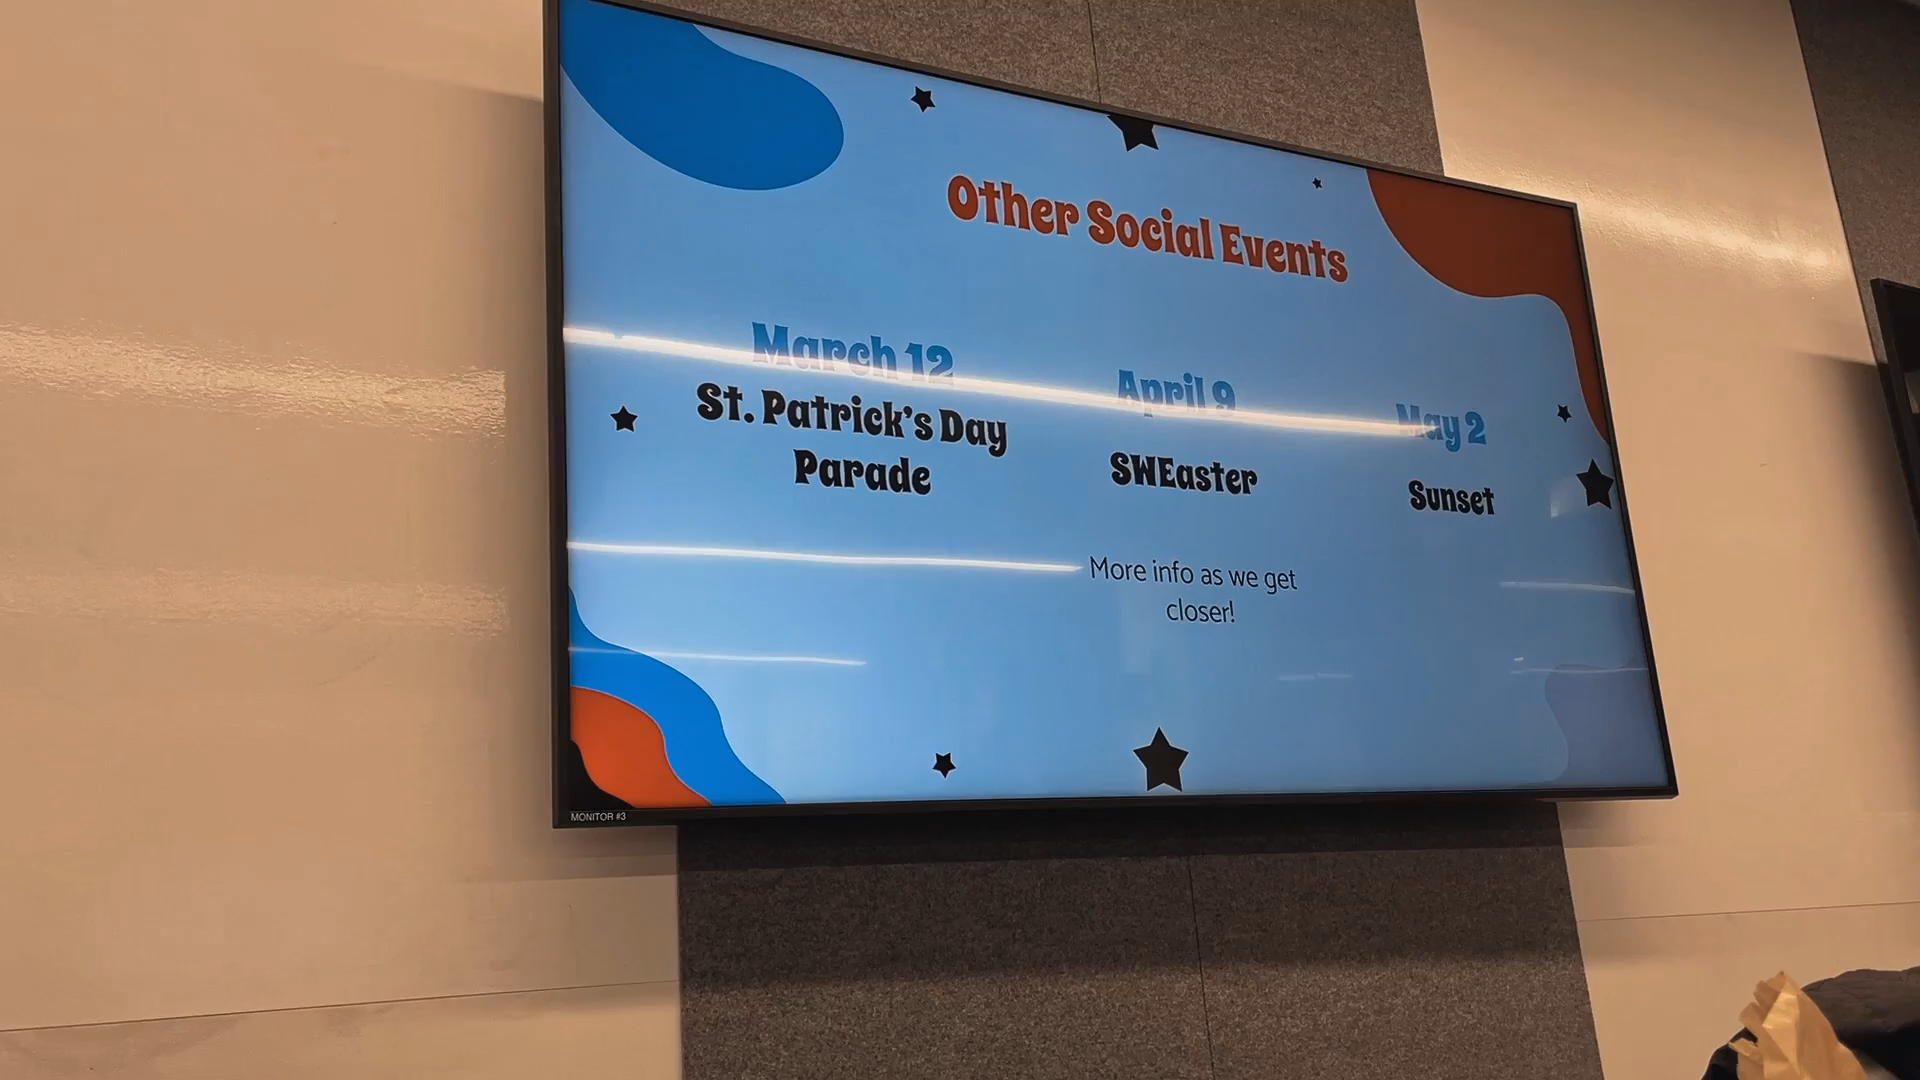 Other Social Events
March 12
St. Patrick's Day
Parade
April 9
SWEaster
May 2
Sunset
More info as we get
closer!
MONITOR #3